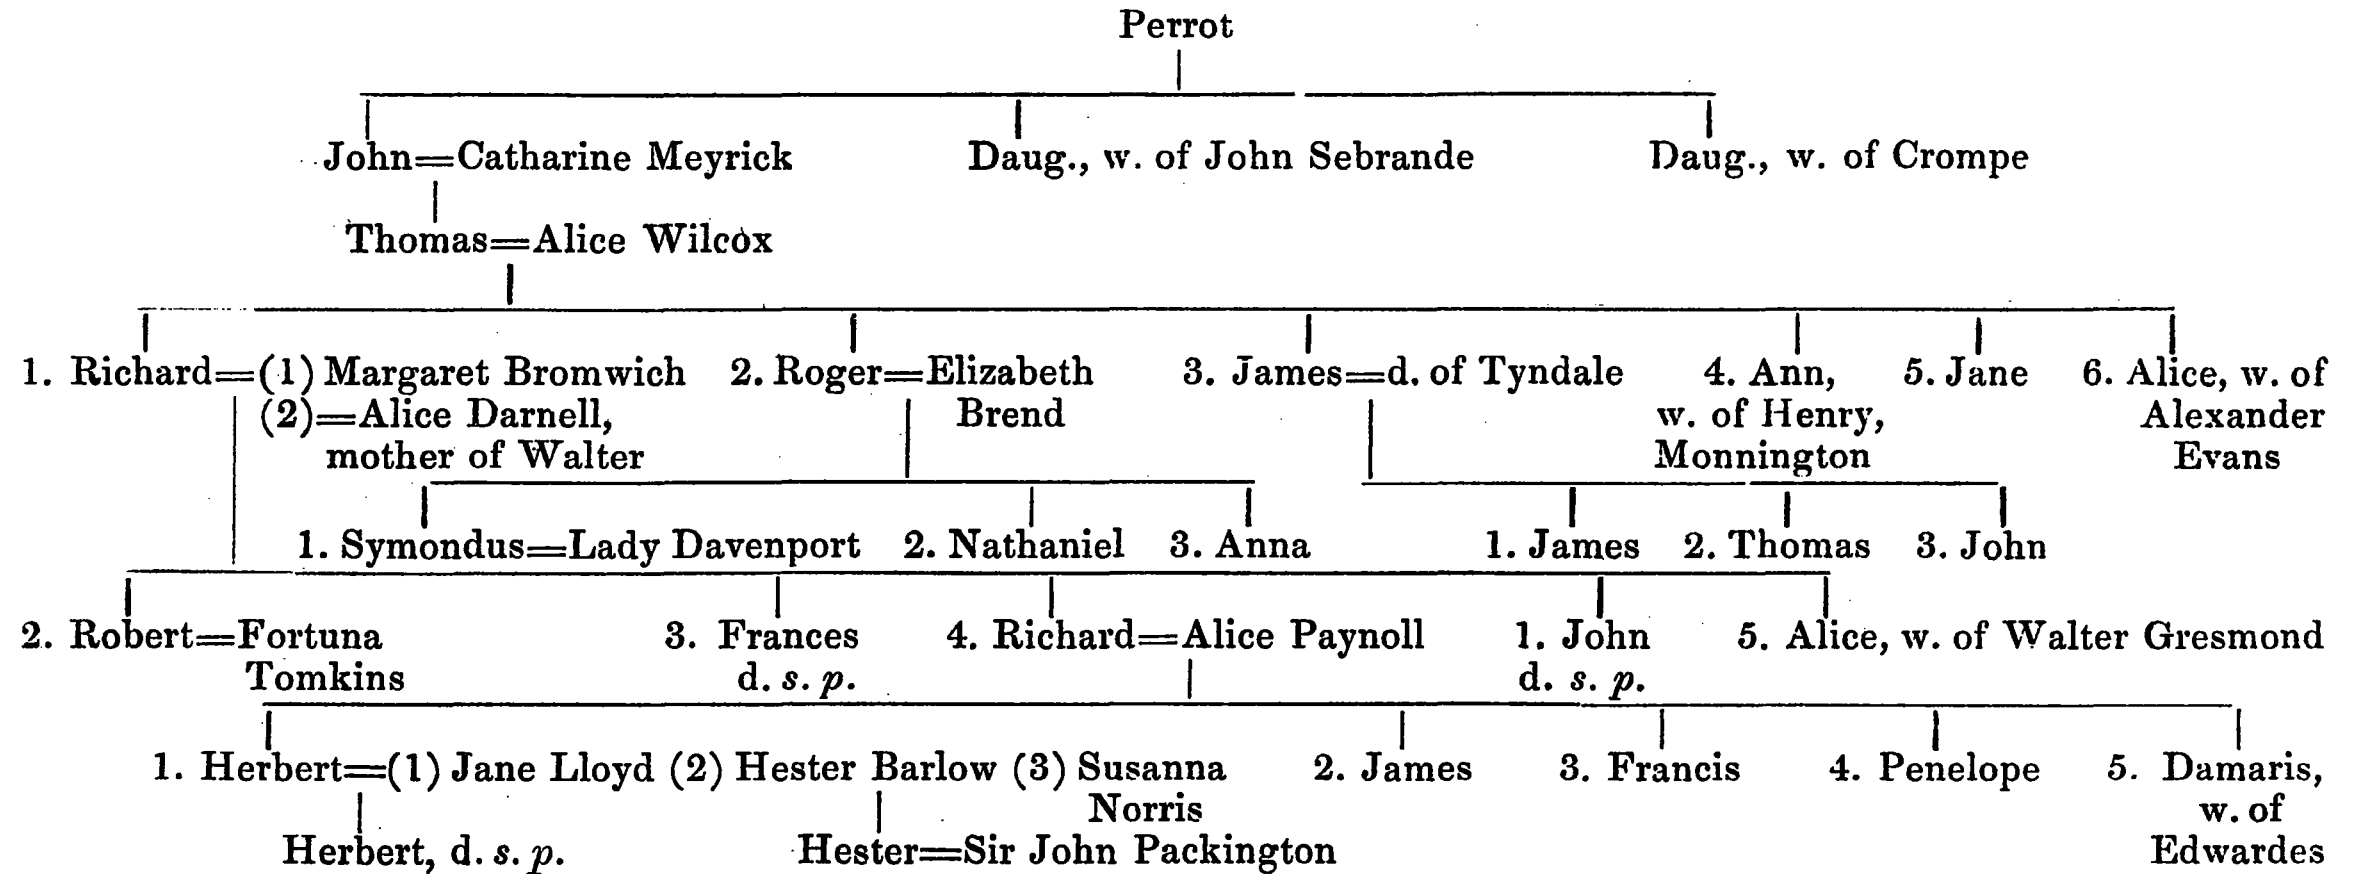 Perrot
John=Catharine Meyrick Daug., w. of John Sebrande Daug., w. of Crompe
Thomas=Alice Wilcox
1. Richard=(1) Margaret Bromwich 2. Roger=Elizabeth 3. James=d. of Tyndale 4. Ann, 5. Jane 6. Alice, w. of
(2)=Alice Darnell, Brend w. of Henry, Alexander
mother of Walter Monnington Evans
1. Symondus=Lady Davenport 2. Nathaniel 3. Anna 1. James 2. Thomas 3. John
2. Robert=Fortuna 3. Frances 4. Richard=Alice Paynoll 1. John 5. Alice, w. of Walter Gresmond
Tomkins d. s. p. d. s. p.
1. Herbert=(1) Jane Lloyd (2) Hester Barlow (3) Susanna 2. James 3. Francis 4. Penelope 5. Damaris,
Norris w. of
Herbert, d. s. p. Hester=Sir John Packington Edwardes